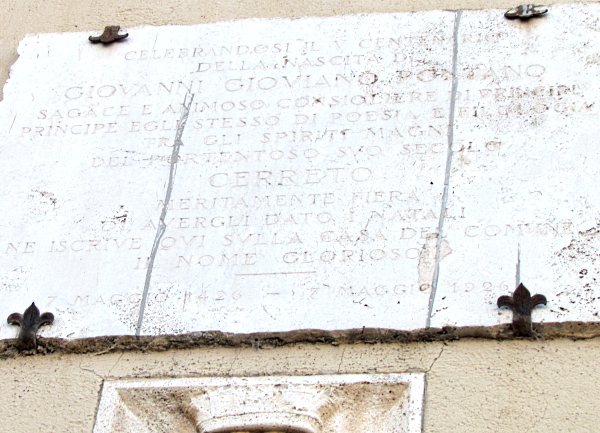 CELEBRANDOSI IL V CENTENARIO
DELLA NASCITA DI
GIOVANNI GIOVIANO PONTANO
SAGACE E ANIMOSO CONSIGLIERE DI PRINCIPI
PRINCIPE EGLI STESSO DI POESIA E FILOLOGIA
TRA GLI SPIRITI MAGNI
DEL PORTENTOSO SVO SECOLO
CERRETO
MERITAMENTE FIERA
DI AVERGLI DATO I NATALI
NE ISCRIVE QVI SVLLA CASA DEL COMVNE
IL NOME GLORIOSO
7 MAGGIO 1426 - 7 MAGGIO 1926